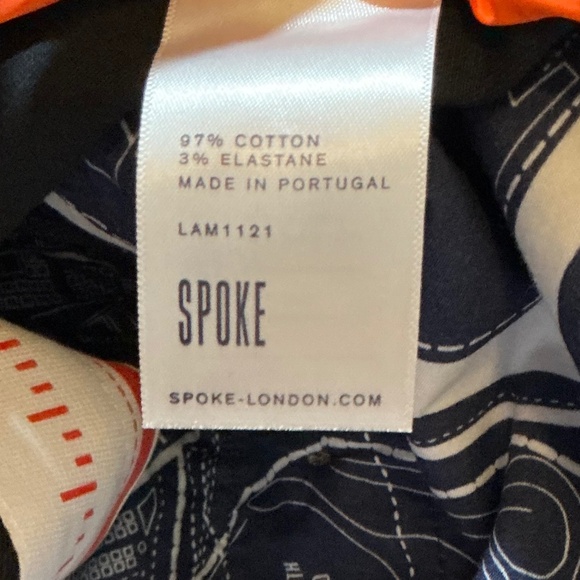 97% COTTON
3% ELASTANE
MADE IN PORTUGAL
LAM1121
SPOKE
SPOKE-LONDON.COM